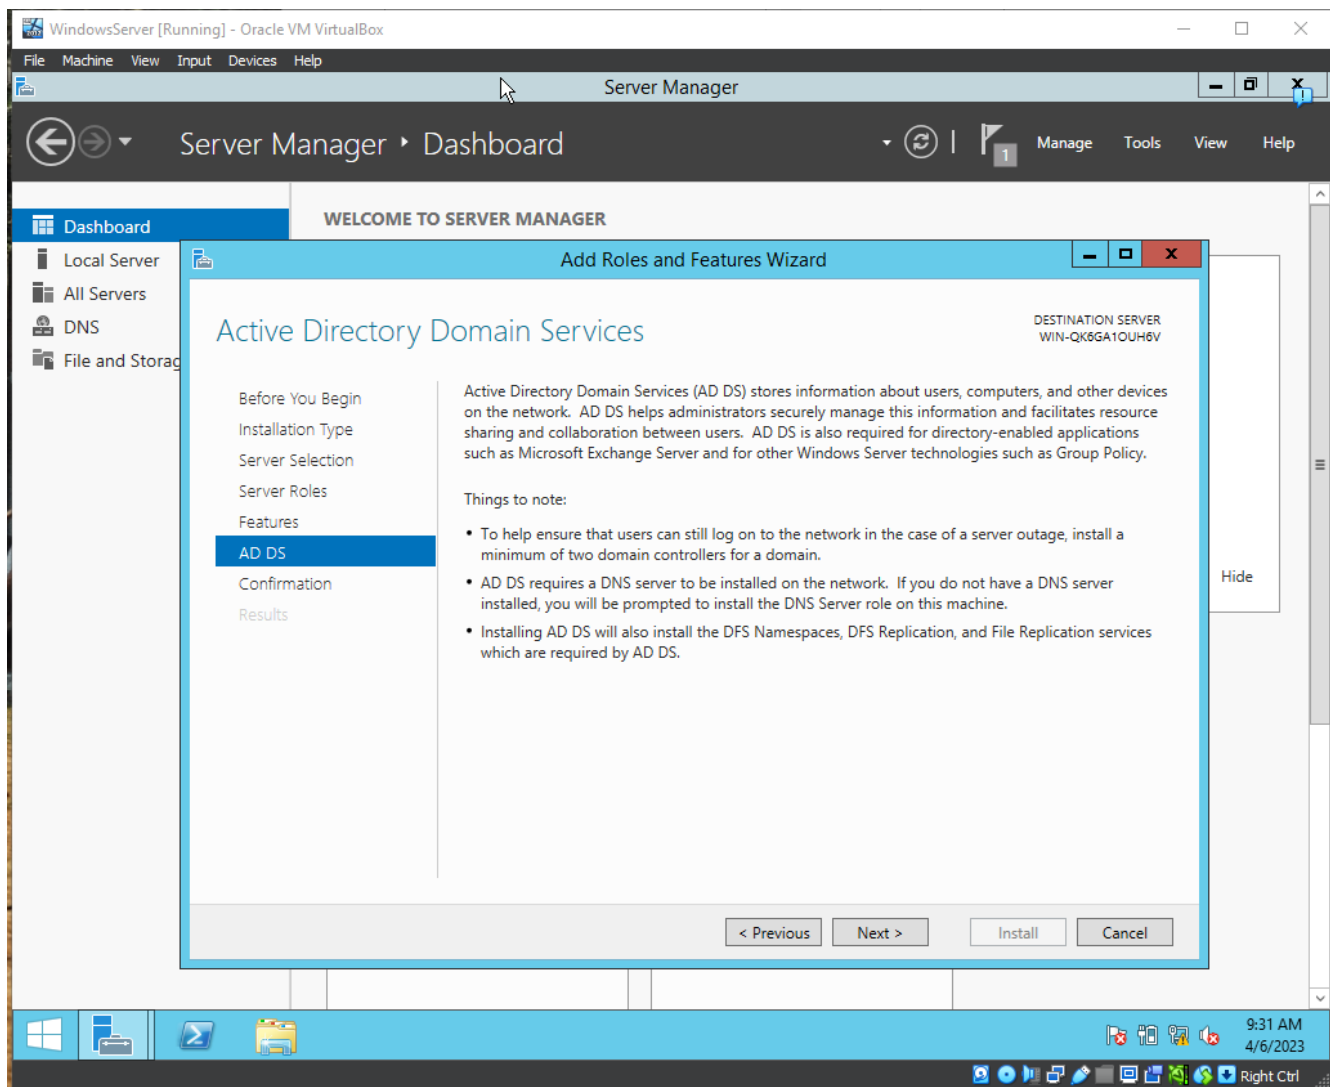 WindowsServer [Running] - Oracle VM VirtualBox
File Machine View Input Devices Help
Server Manager
Server Manager • Dashboard
1
Manage Tools View Help
Dashboard
Local Server
All Servers
DNS
File and Storag
WELCOME TO SERVER MANAGER
Add Roles and Features Wizard
Active Directory Domain Services
DESTINATION SERVER
WIN-QK6GA1OUH6V
Before You Begin
Installation Type
Server Selection
Server Roles
Features
AD DS
Confirmation
Results
Active Directory Domain Services (AD DS) stores information about users, computers, and other devices
on the network. AD DS helps administrators securely manage this information and facilitates resource
sharing and collaboration between users. AD DS is also required for directory-enabled applications
such as Microsoft Exchange Server and for other Windows Server technologies such as Group Policy.
Things to note:
• To help ensure that users can still log on to the network in the case of a server outage, install a
minimum of two domain controllers for a domain.
• AD DS requires a DNS server to be installed on the network. If you do not have a DNS server
installed, you will be prompted to install the DNS Server role on this machine.
• Installing AD DS will also install the DFS Namespaces, DFS Replication, and File Replication services
which are required by AD DS.
Hide
< Previous Next > Install Cancel
9:31 AM
4/6/2023
Right Ctrl